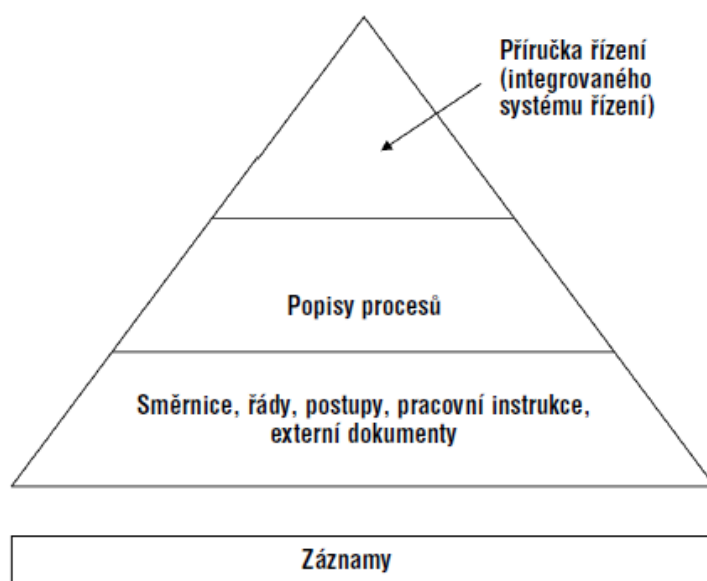 Příručka řízení
(integrovaného
systému řízení)
Popisy procesů
Směrnice, řády, postupy, pracovní instrukce,
externí dokumenty
Záznamy